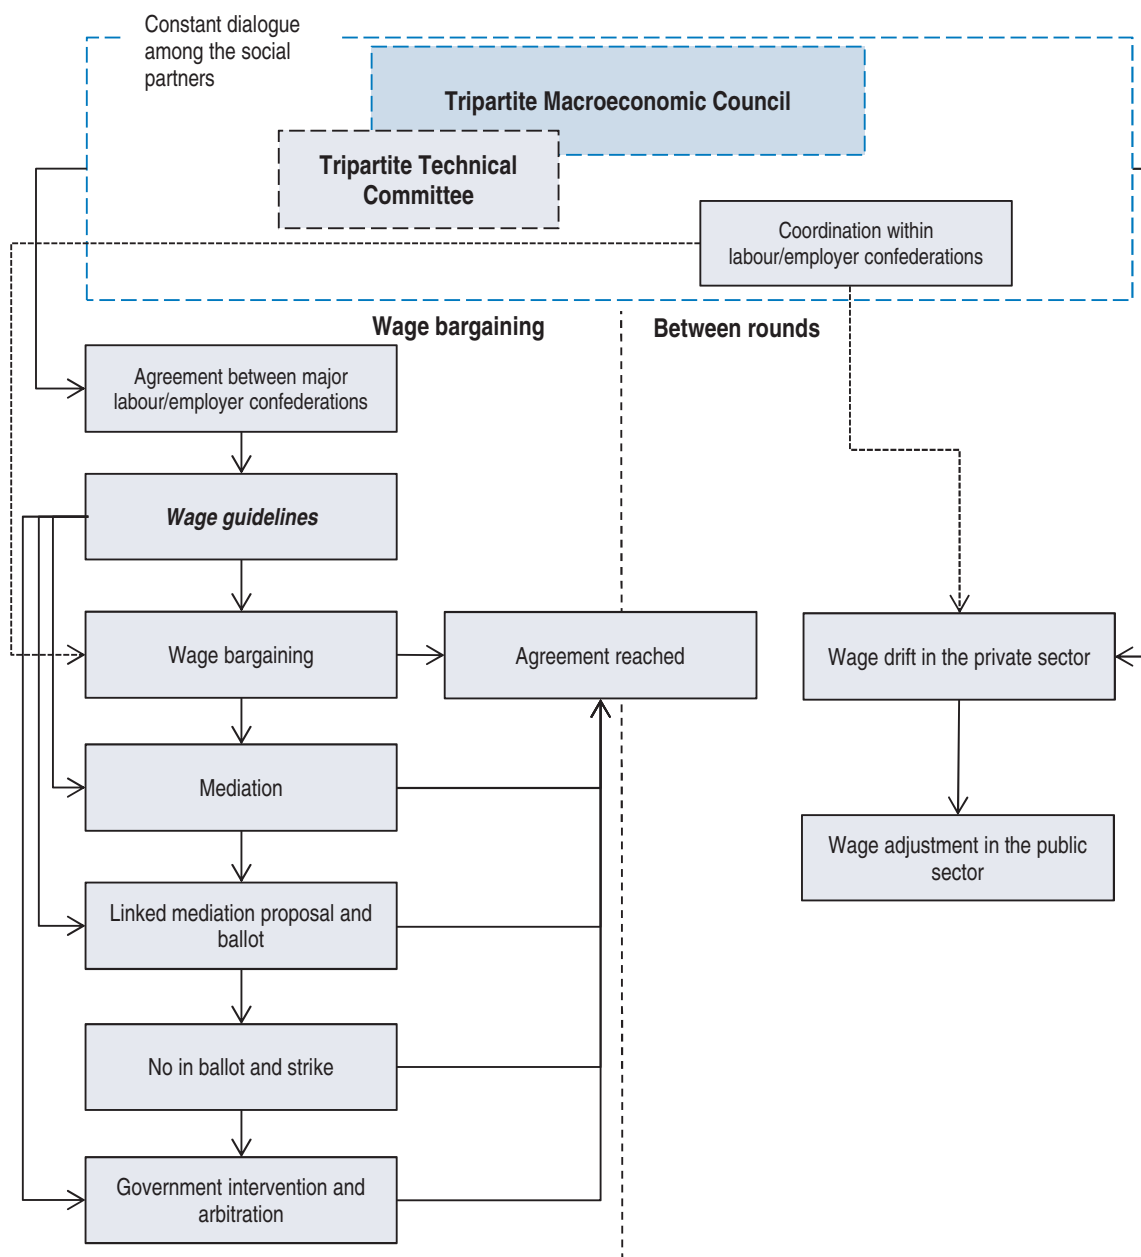 Constant dialogue
among the social
partners
Tripartite Macroeconomic Council
Tripartite Technical
Committee
Coordination within
labour/employer confederations
Wage bargaining
Between rounds
Agreement between major
labour/employer confederations
Wage guidelines
Wage bargaining
Agreement reached
Wage drift in the private sector
Mediation
Wage adjustment in the public
sector
Linked mediation proposal and
ballot
No in ballot and strike
Government intervention and
arbitration